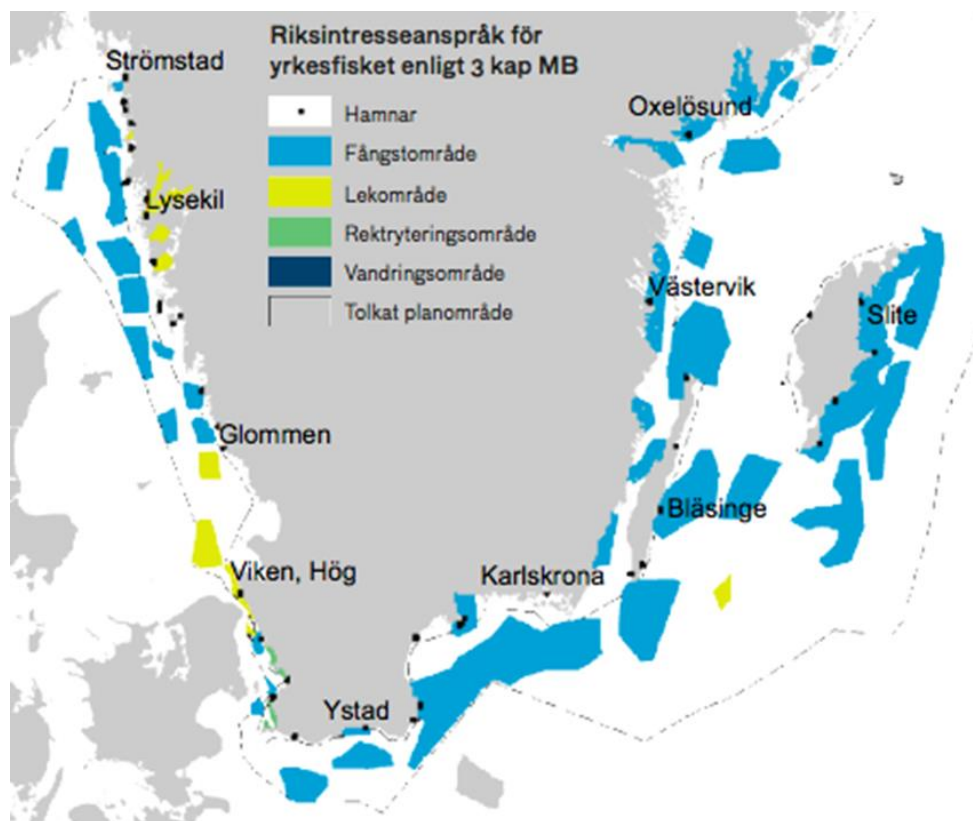 Riksintresseanspråk för
yrkesfisket enligt 3 kap MB
Hamnar
Fångstområde
Lekområde
Rektryteringsområde
Vandringsområde
Tolkat planområde
Strömstad
Oxelösund
Lysekil
Västervik
Slite
Glommen
Bläsinge
Viken, Hög
Karlskrona
Ystad